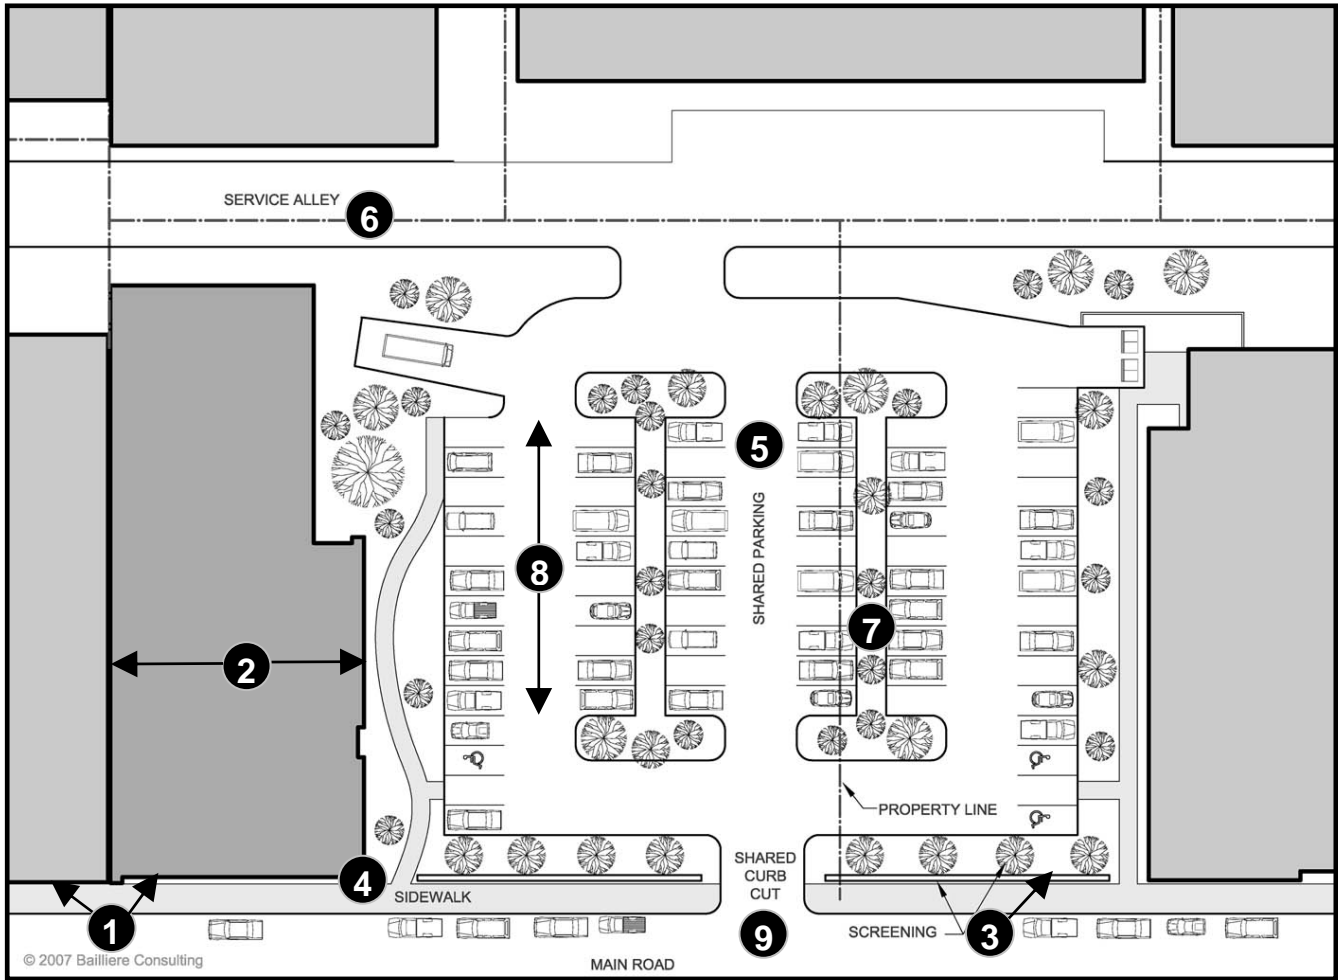 SERVICE ALLEY
6
5
SHARED PARKING
8
7
2
PROPERTY LINE
SHARED
CURB
CUT
4
SIDEWALK
1
9
SCREENING
3
© 2007 Bailliere Consulting
MAIN ROAD